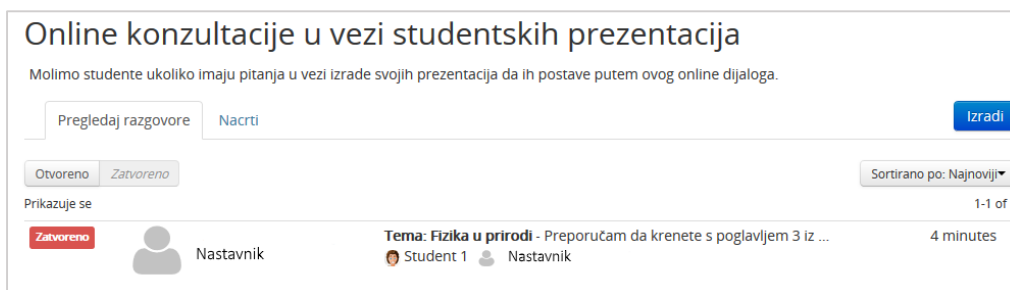 Online konzultacije u vezi studentskih prezentacija
Molimo studente ukoliko imaju pitanja u vezi izrade svojih prezentacija da ih postave putem ovog online dijaloga.
Pregledaj razgovore Nacrti Izradi
Otvoreno Zatvoreno Sortirano po: Najnoviji
Prikazuje se 1-1 of
Zatvoreno Nastavnik Tema: Fizika u prirodi - Preporučam da krenete s poglavljem 3 iz ... 4 minutes
Student 1 Nastavnik